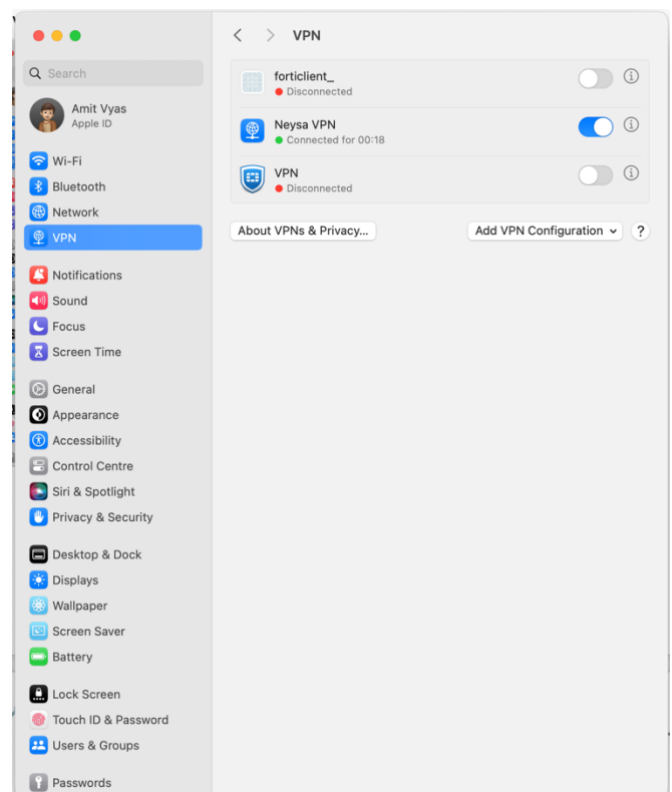 VPN
Search
Amit Vyas
Apple ID
Wi-Fi
Bluetooth
Network
VPN
Notifications
Sound
Focus
Screen Time
General
Appearance
Accessibility
Control Centre
Siri & Spotlight
Privacy & Security
Desktop & Dock
Displays
Wallpaper
Screen Saver
Battery
Lock Screen
Touch ID & Password
Users & Groups
Passwords
forticlient_
Disconnected
Neysa VPN
Connected for 00:18
VPN
Disconnected
About VPNs & Privacy...
Add VPN Configuration
?